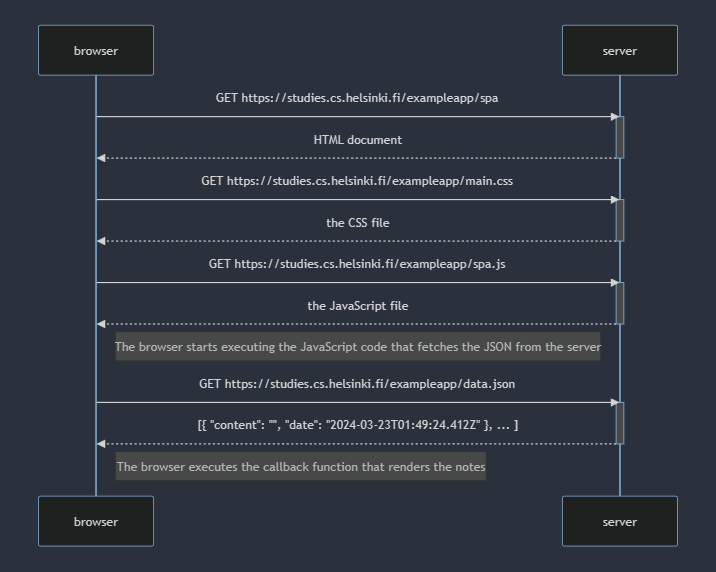 browser
server
GET https://studies.cs.helsinki.fi/exampleapp/spa
HTML document
GET https://studies.cs.helsinki.fi/exampleapp/main.css
the CSS file
GET https://studies.cs.helsinki.fi/exampleapp/spa.js
the JavaScript file
The browser starts executing the JavaScript code that fetches the JSON from the server
GET https://studies.cs.helsinki.fi/exampleapp/data.json
[{ "content": "", "date": "2024-03-23T01:49:24.412Z" }, ... ]
The browser executes the callback function that renders the notes
browser
server